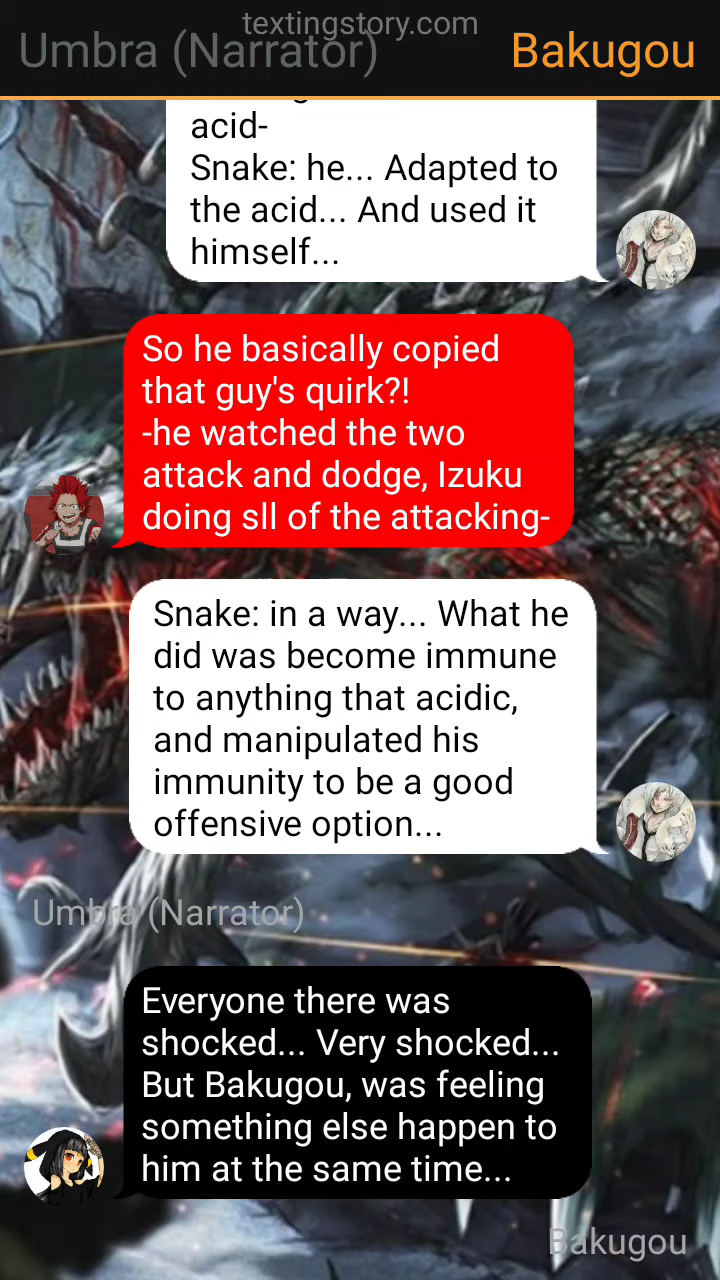 textingstory.com
Umbra (Narrator)
Bakugou
acid-
Snake: he... Adapted to
the acid... And used it
himself...
So he basically copied
that guy's quirk?!
-he watched the two
attack and dodge, Izuku
doing sll of the attacking-
Snake: in a way... What he
did was become immune
to anything that acidic,
and manipulated his
immunity to be a good
offensive option...
Umbra (Narrator)
Everyone there was
shocked... Very shocked...
But Bakugou, was feeling
something else happen to
him at the same time...
Bakugou